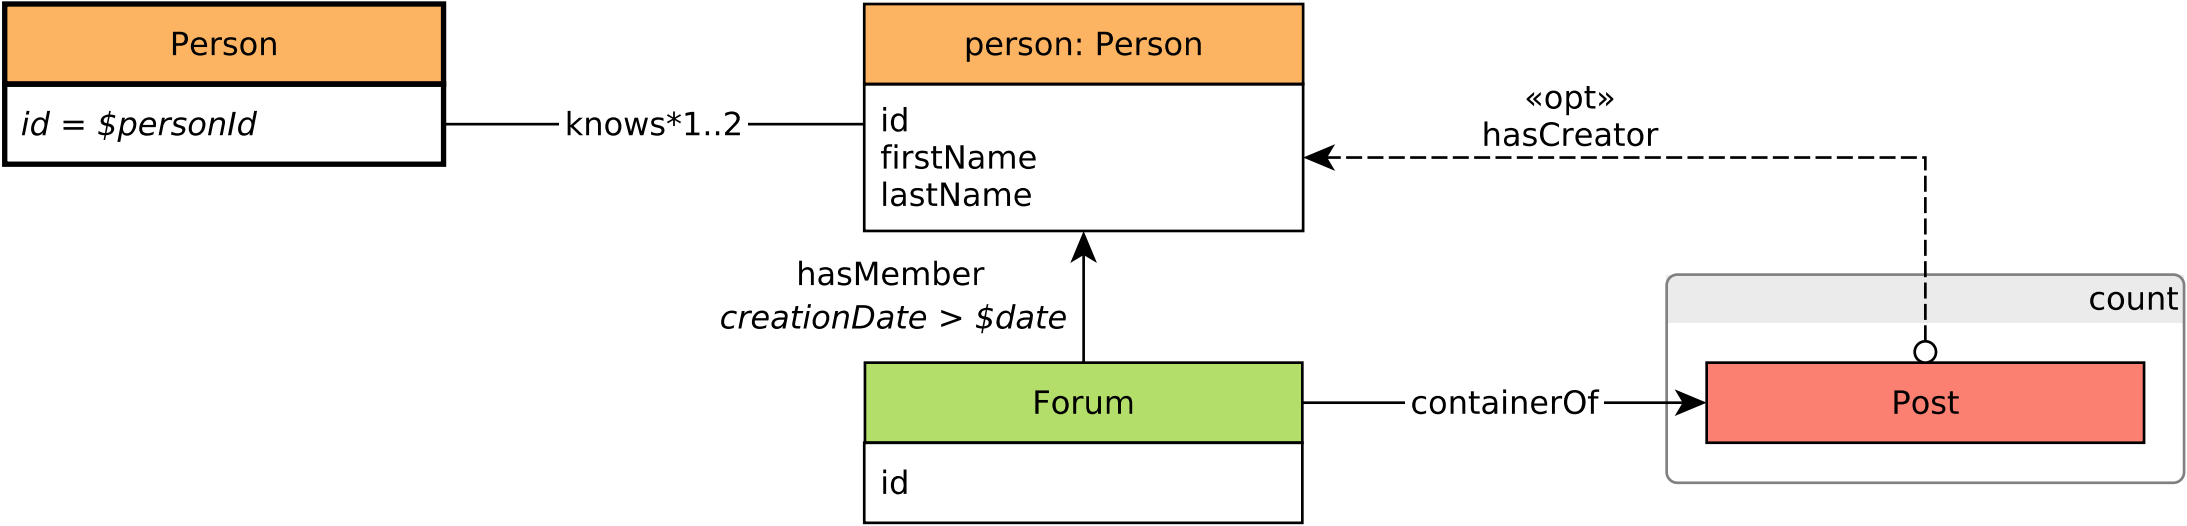 Person
id = $personId
knows*1..2
person: Person
id
firstName
lastName
«opt»
hasCreator
hasMember
creationDate > $date
Forum
id
containerOf
count
Post